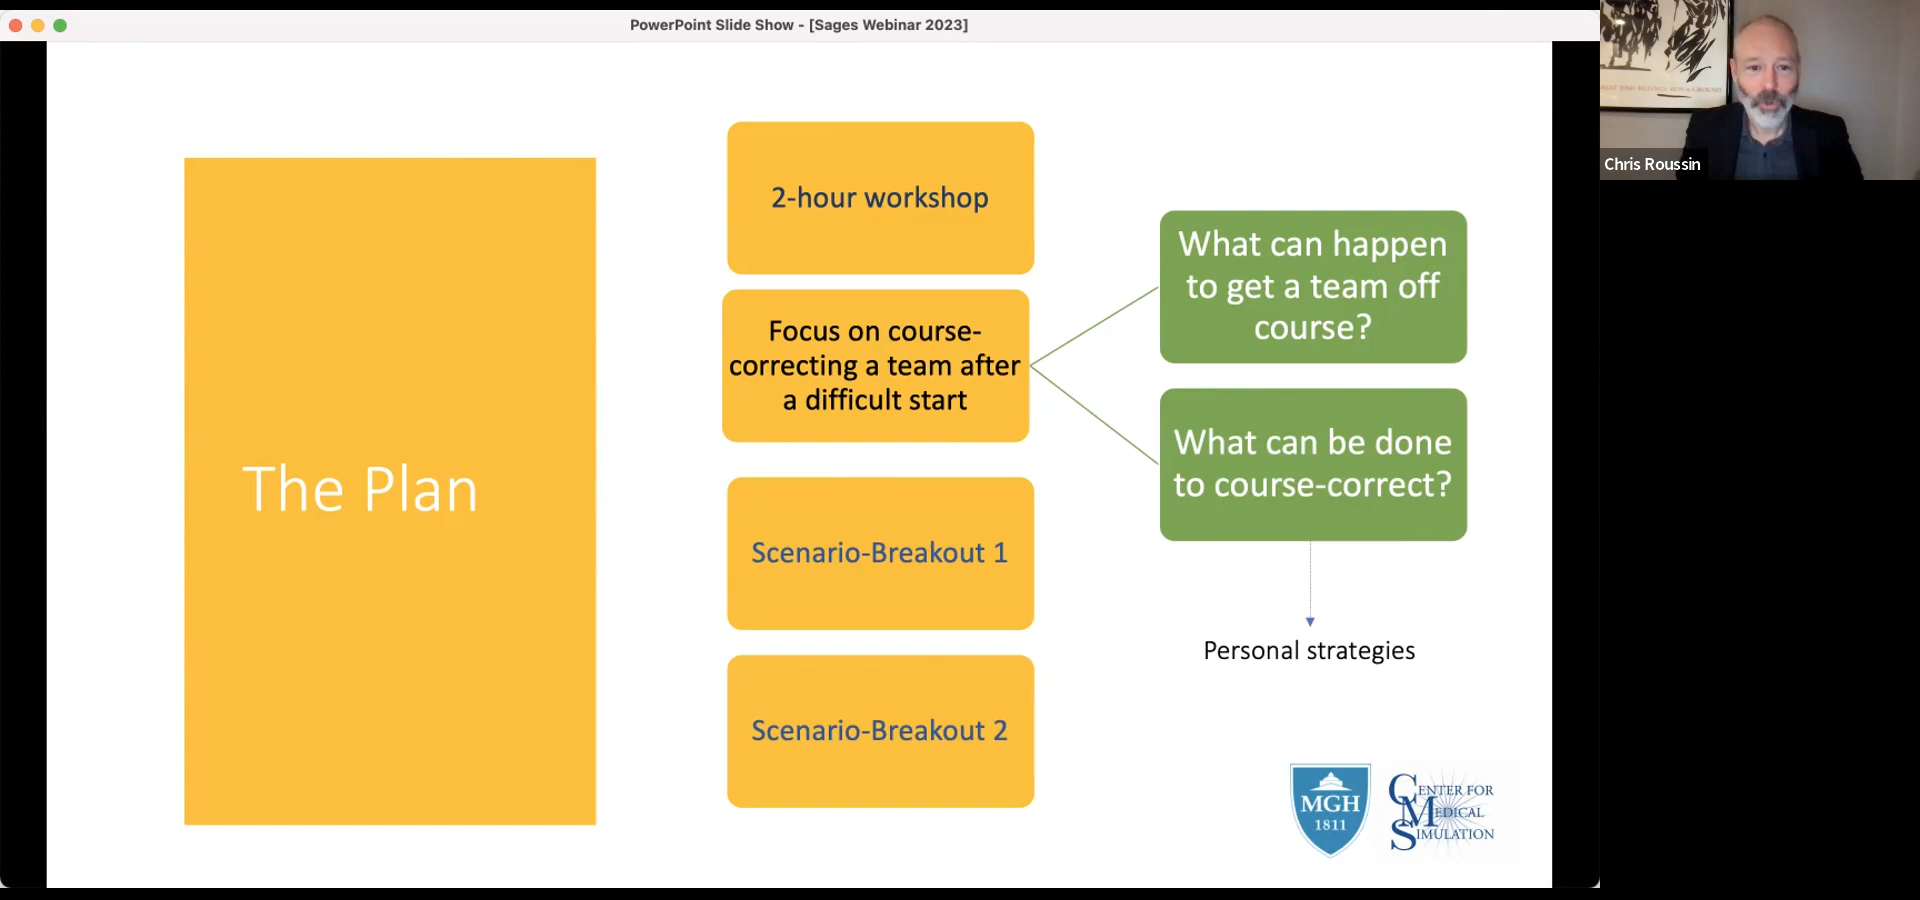 PowerPoint Slide Show - [Sages Webinar 2023]
The Plan
2-hour workshop
Focus on course-
correcting a team after
a difficult start
Scenario-Breakout 1
Scenario-Breakout 2
What can happen
to get a team off
course?
What can be done
to course-correct?
Personal strategies
MGH
1811
CENTER FOR
MEDICAL
SIMULATION
Chris Roussin